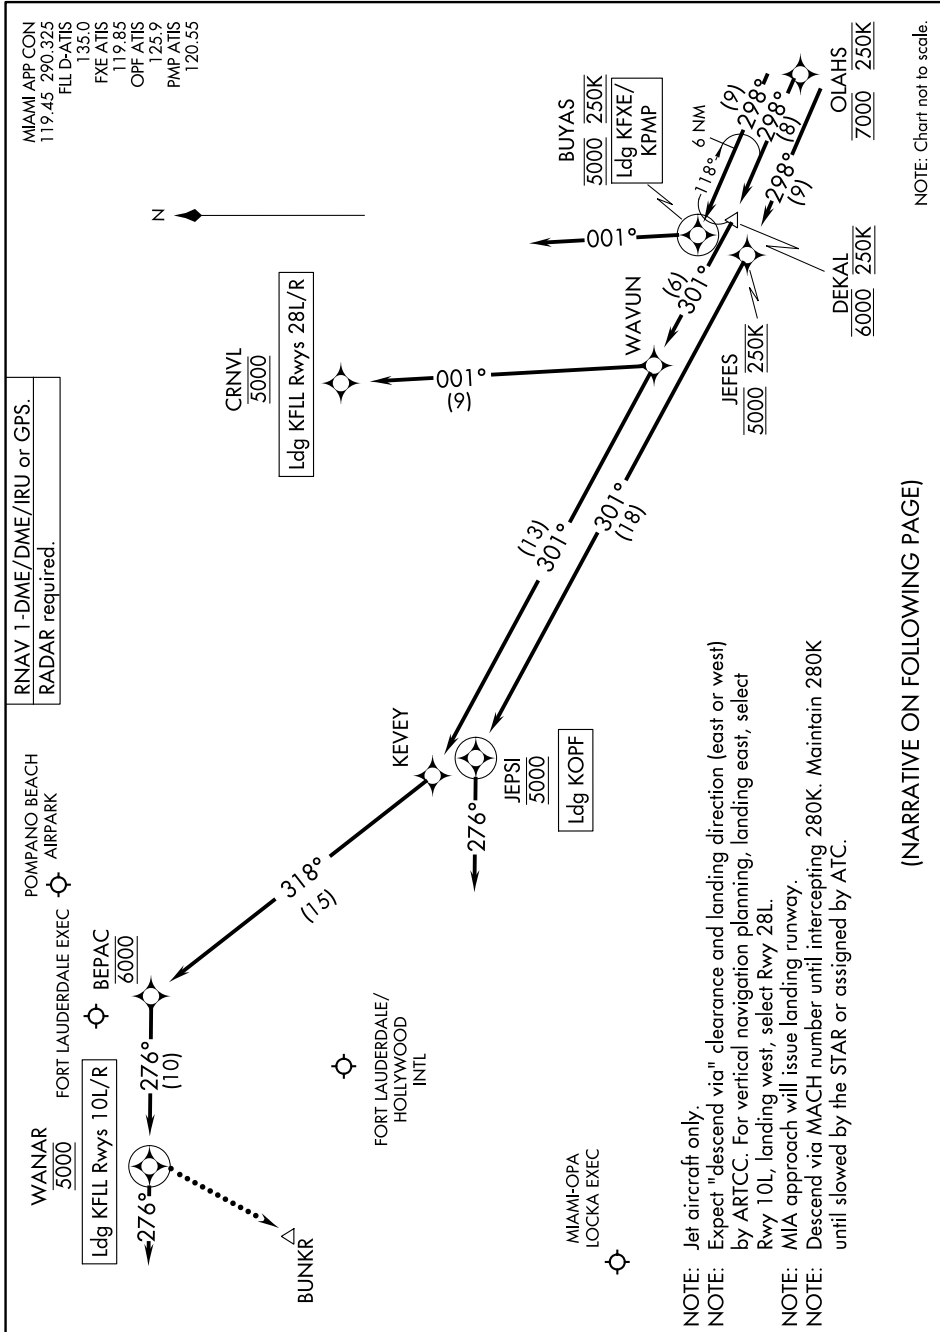 RNAV 1-DME/DME/IRU or GPS.
RADAR required.
MIAMI APP CON
119.45 290.325
FLL D-ATIS
135.0
FXE ATIS
119.85
OPF ATIS
125.9
PMP ATIS
120.55
POMPANO BEACH
AIRPARK
FORT LAUDERDALE EXEC
BEPAC
6000
WANAR
5000
Ldg KFLL Rwys 10L/R
276°
276°
(10)
BUNKR
318°
(15)
KEVEY
FORT LAUDERDALE/
HOLLYWOOD
INTL
276°
JEPSI
5000
Ldg KOPF
MIAMI-OPA
LOCKA EXEC
N
CRNVL
5000
Ldg KFLL Rwys 28L/R
001°
(9)
WAVUN
(13)
301°
301°
(18)
(6)
301°
001°
BUYAS
5000 250K
Ldg KFXE/
KPMP
118°
6 NM
(9)
298°
298°
(8)
298°
(9)
OLAHS
7000 250K
DEKAL
6000 250K
JEFES
5000 250K
NOTE: Jet aircraft only.
NOTE: Expect "descend via" clearance and landing direction (east or west)
by ARTCC. For vertical navigation planning, landing east, select
Rwy 10L, landing west, select Rwy 28L.
NOTE: MIA approach will issue landing runway.
NOTE: Descend via MACH number until intercepting 280K. Maintain 280K
until slowed by the STAR or assigned by ATC.
(NARRATIVE ON FOLLOWING PAGE)
NOTE: Chart not to scale.